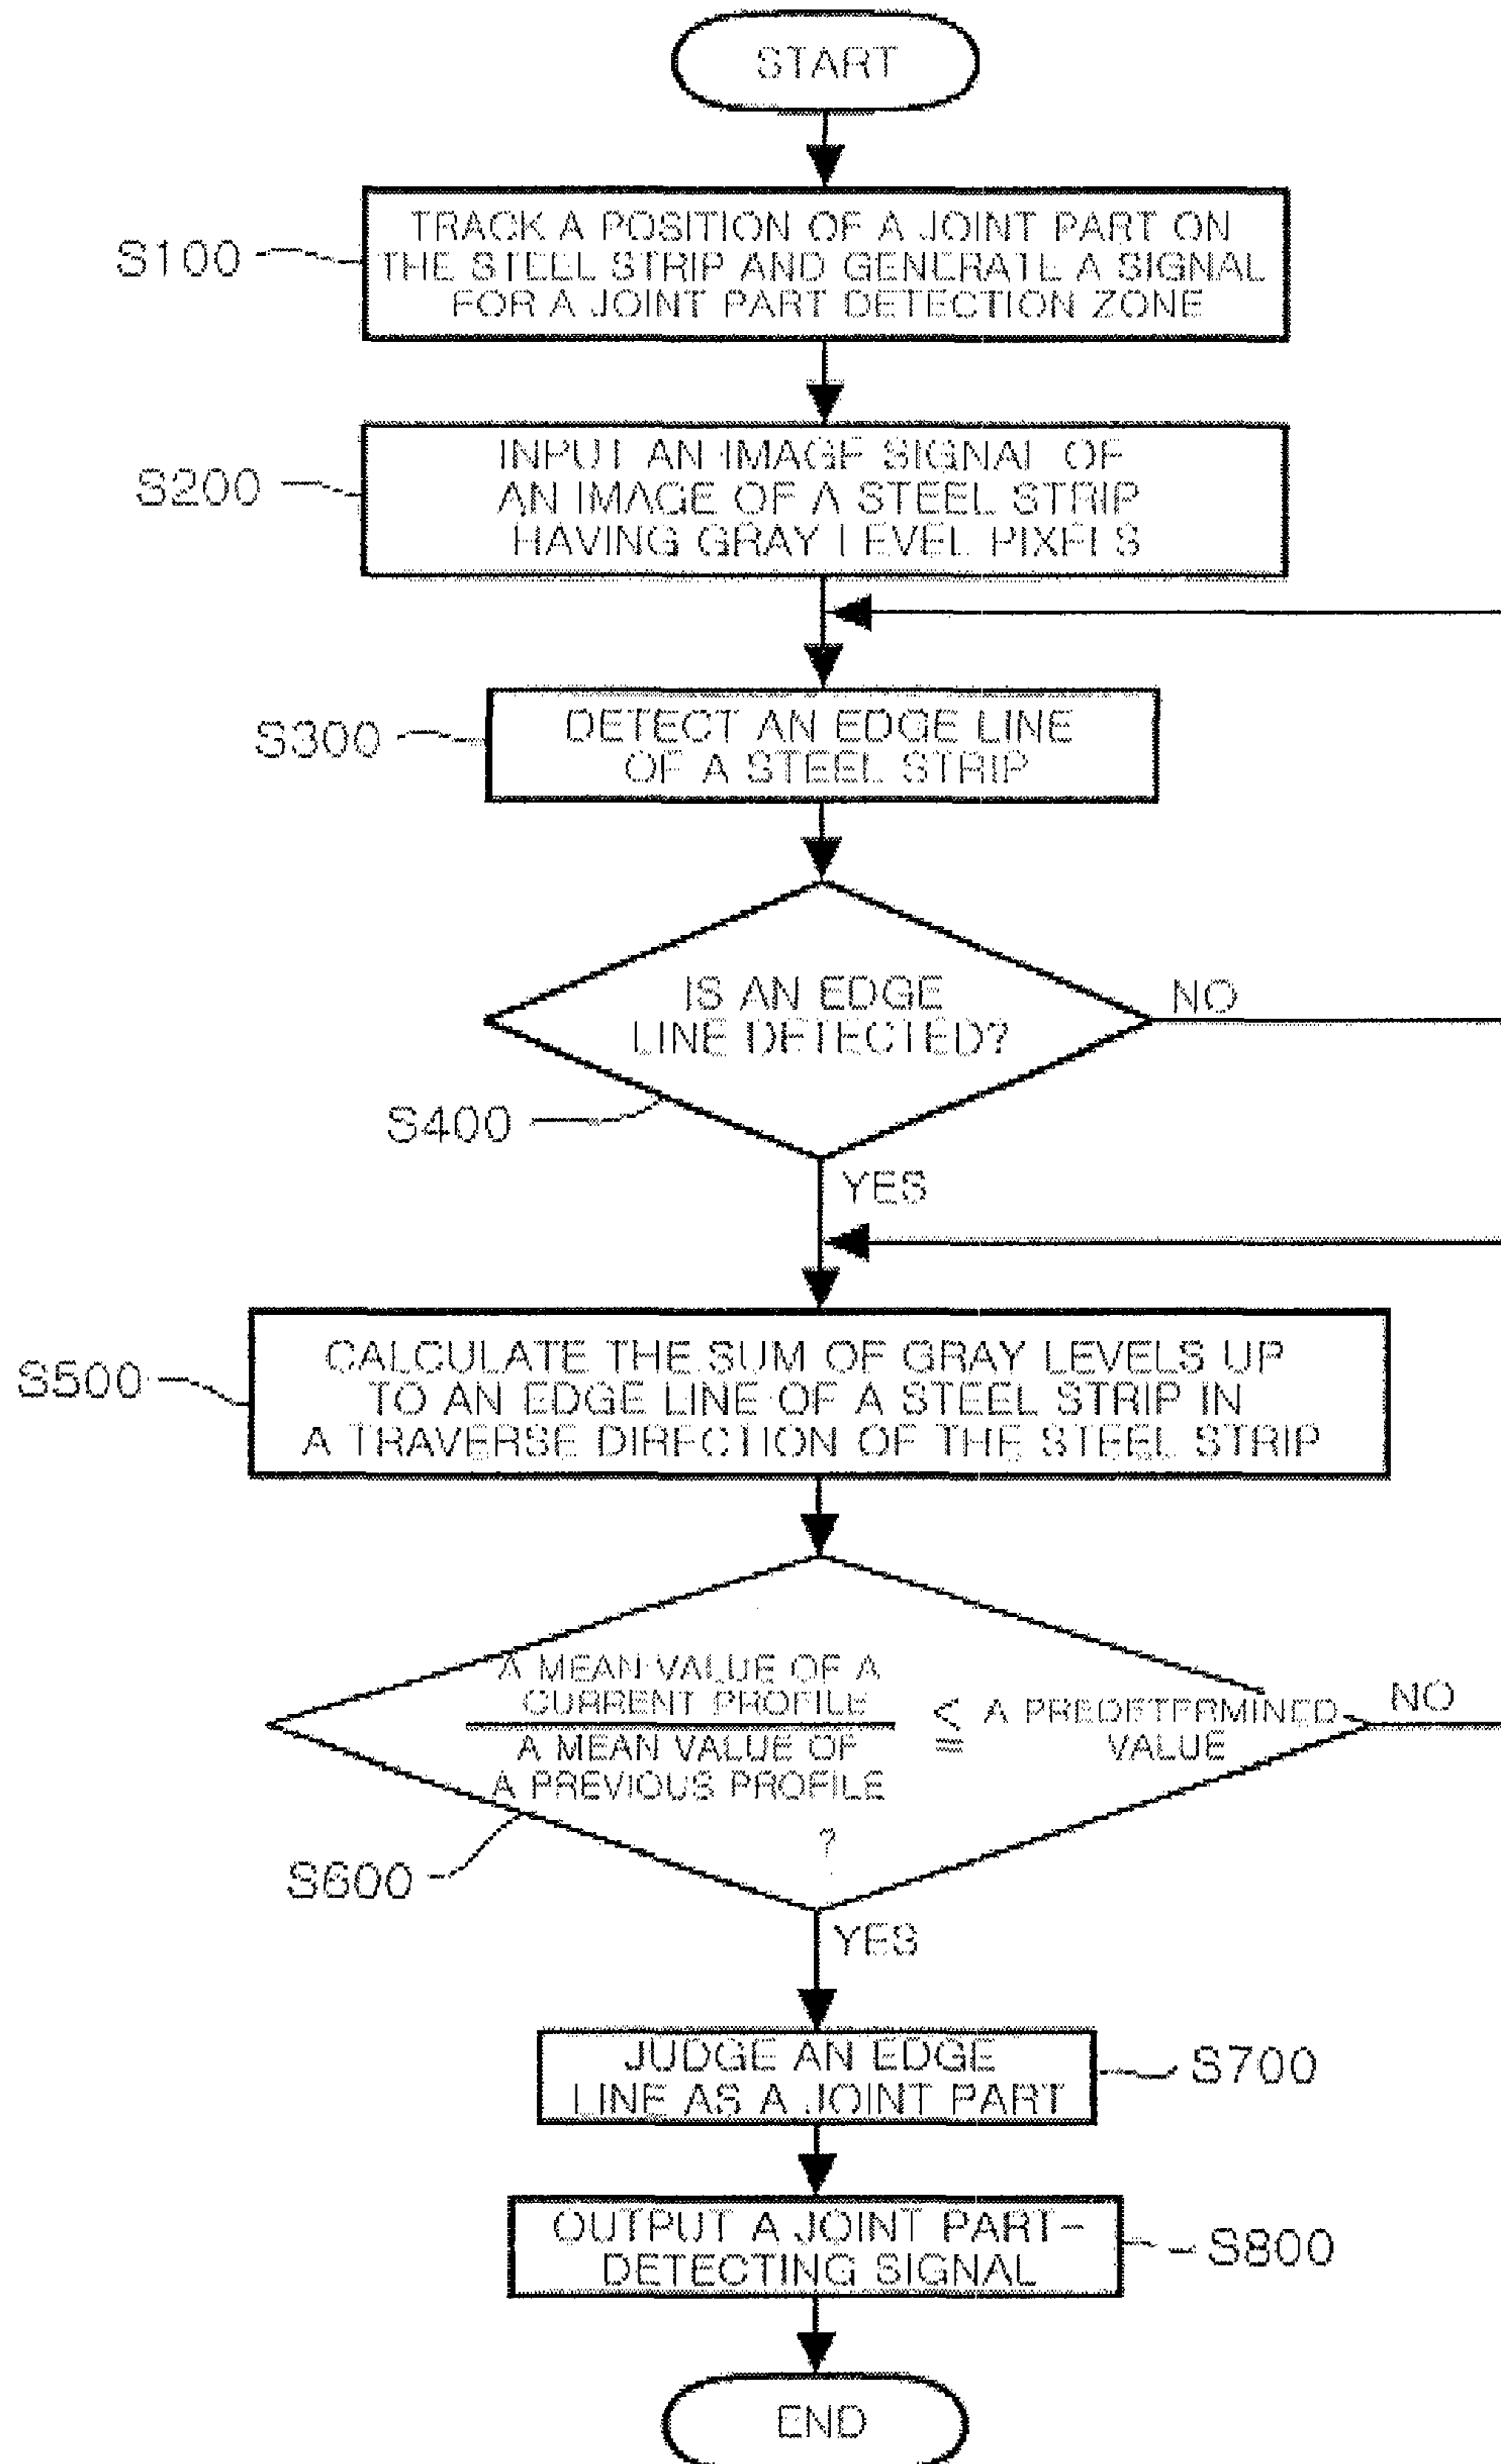 START
S100
TRACK A POSITION OF A JOINT PART ON
THE STEEL STRIP AND GENERATE A SIGNAL
FOR A JOINT PART DETECTION ZONE
S200
INPUT AN IMAGE SIGNAL OF
AN IMAGE OF A STEEL STRIP
HAVING GRAY LEVEL PIXELS
S300
DETECT AN EDGE LINE
OF A STEEL STRIP
IS AN EDGE
LINE DETECTED?
NO
S400
YES
S500
CALCULATE THE SUM OF GRAY LEVELS UP
TO AN EDGE LINE OF A STEEL STRIP IN
A TRAVERSE DIRECTION OF THE STEEL STRIP
A MEAN VALUE OF A
CURRENT PROFILE
A MEAN VALUE OF
A PREVIOUS PROFILE
≦ A PREDETERMINED
VALUE
?
NO
S600
YES
JUDGE AN EDGE
LINE AS A JOINT PART
S700
OUTPUT A JOINT PART-
DETECTING SIGNAL
S800
END